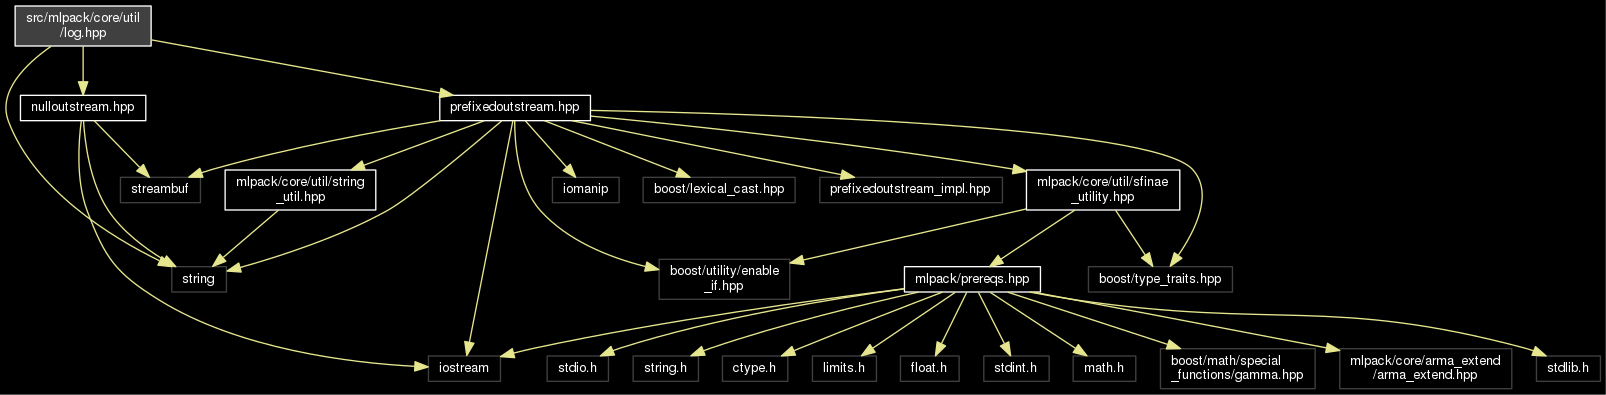 src/mlpack/core/util
/log.hpp
nulloutstream.hpp
prefixedoutstream.hpp
streambuf
mlpack/core/util/string
_util.hpp
iomanip
boost/lexical_cast.hpp
prefixedoutstream_impl.hpp
mlpack/core/util/sfinae
_utility.hpp
string
boost/utility/enable
_if.hpp
mlpack/prereqs.hpp
boost/type_traits.hpp
iostream
stdio.h
string.h
ctype.h
limits.h
float.h
stdint.h
math.h
boost/math/special
_functions/gamma.hpp
mlpack/core/arma_extend
/arma_extend.hpp
stdlib.h